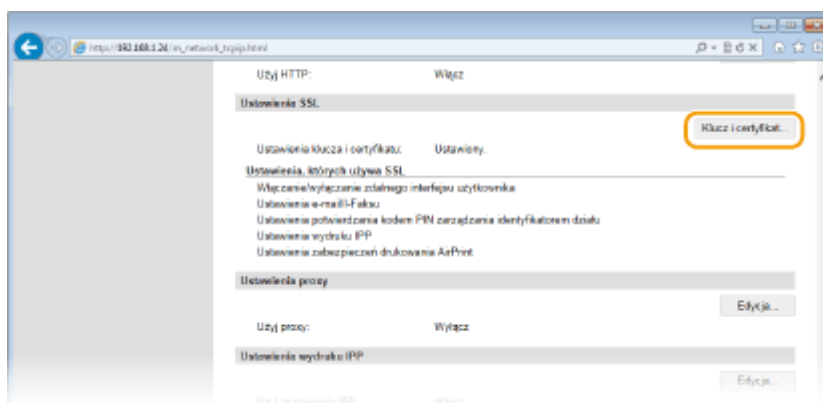 http://192.168.1.24/m_network_tcpip.html
Użyj HTTP: Włącz
Ustawienia SSL
Klucz i certyfikat...
Ustawienia klucza i certyfikatu: Ustawiony.
Ustawienia, których używa SSL
Włączanie/wyłączanie zdalnego interfejsu użytkownika
Ustawienia e-mail/I-Faksu
Ustawienia potwierdzania kodem PIN zarządzania identyfikatorem działu
Ustawienia wydruku IPP
Ustawienia zabezpieczeń drukowania AirPrint
Ustawienia proxy
Edycja...
Użyj proxy: Wyłącz
Ustawienia wydruku IPP
Edycja...